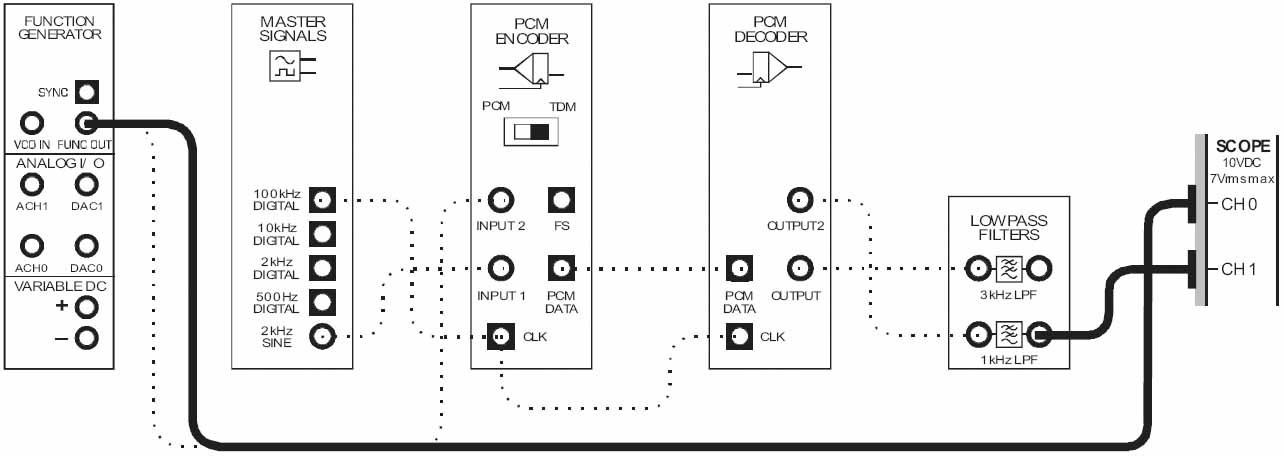 FUNCTION
GENERATOR
SYNC
VCO IN FUNC OUT
ANALOG I/ O
ACH1 DAC1
ACH0 DAC0
VARIABLE DC
+
−
MASTER
SIGNALS
100kHz
DIGITAL
10kHz
DIGITAL
2kHz
DIGITAL
500Hz
DIGITAL
2kHz
SINE
PCM
ENCODER
PCM TDM
INPUT 2 FS
INPUT 1 PCM
DATA
CLK
PCM
DECODER
OUTPUT2
PCM
DATA
OUTPUT
CLK
LOWPASS
FILTERS
3kHz LPF
1kHz LPF
SCOPE
10VDC
7Vrms max
CH 0
CH 1